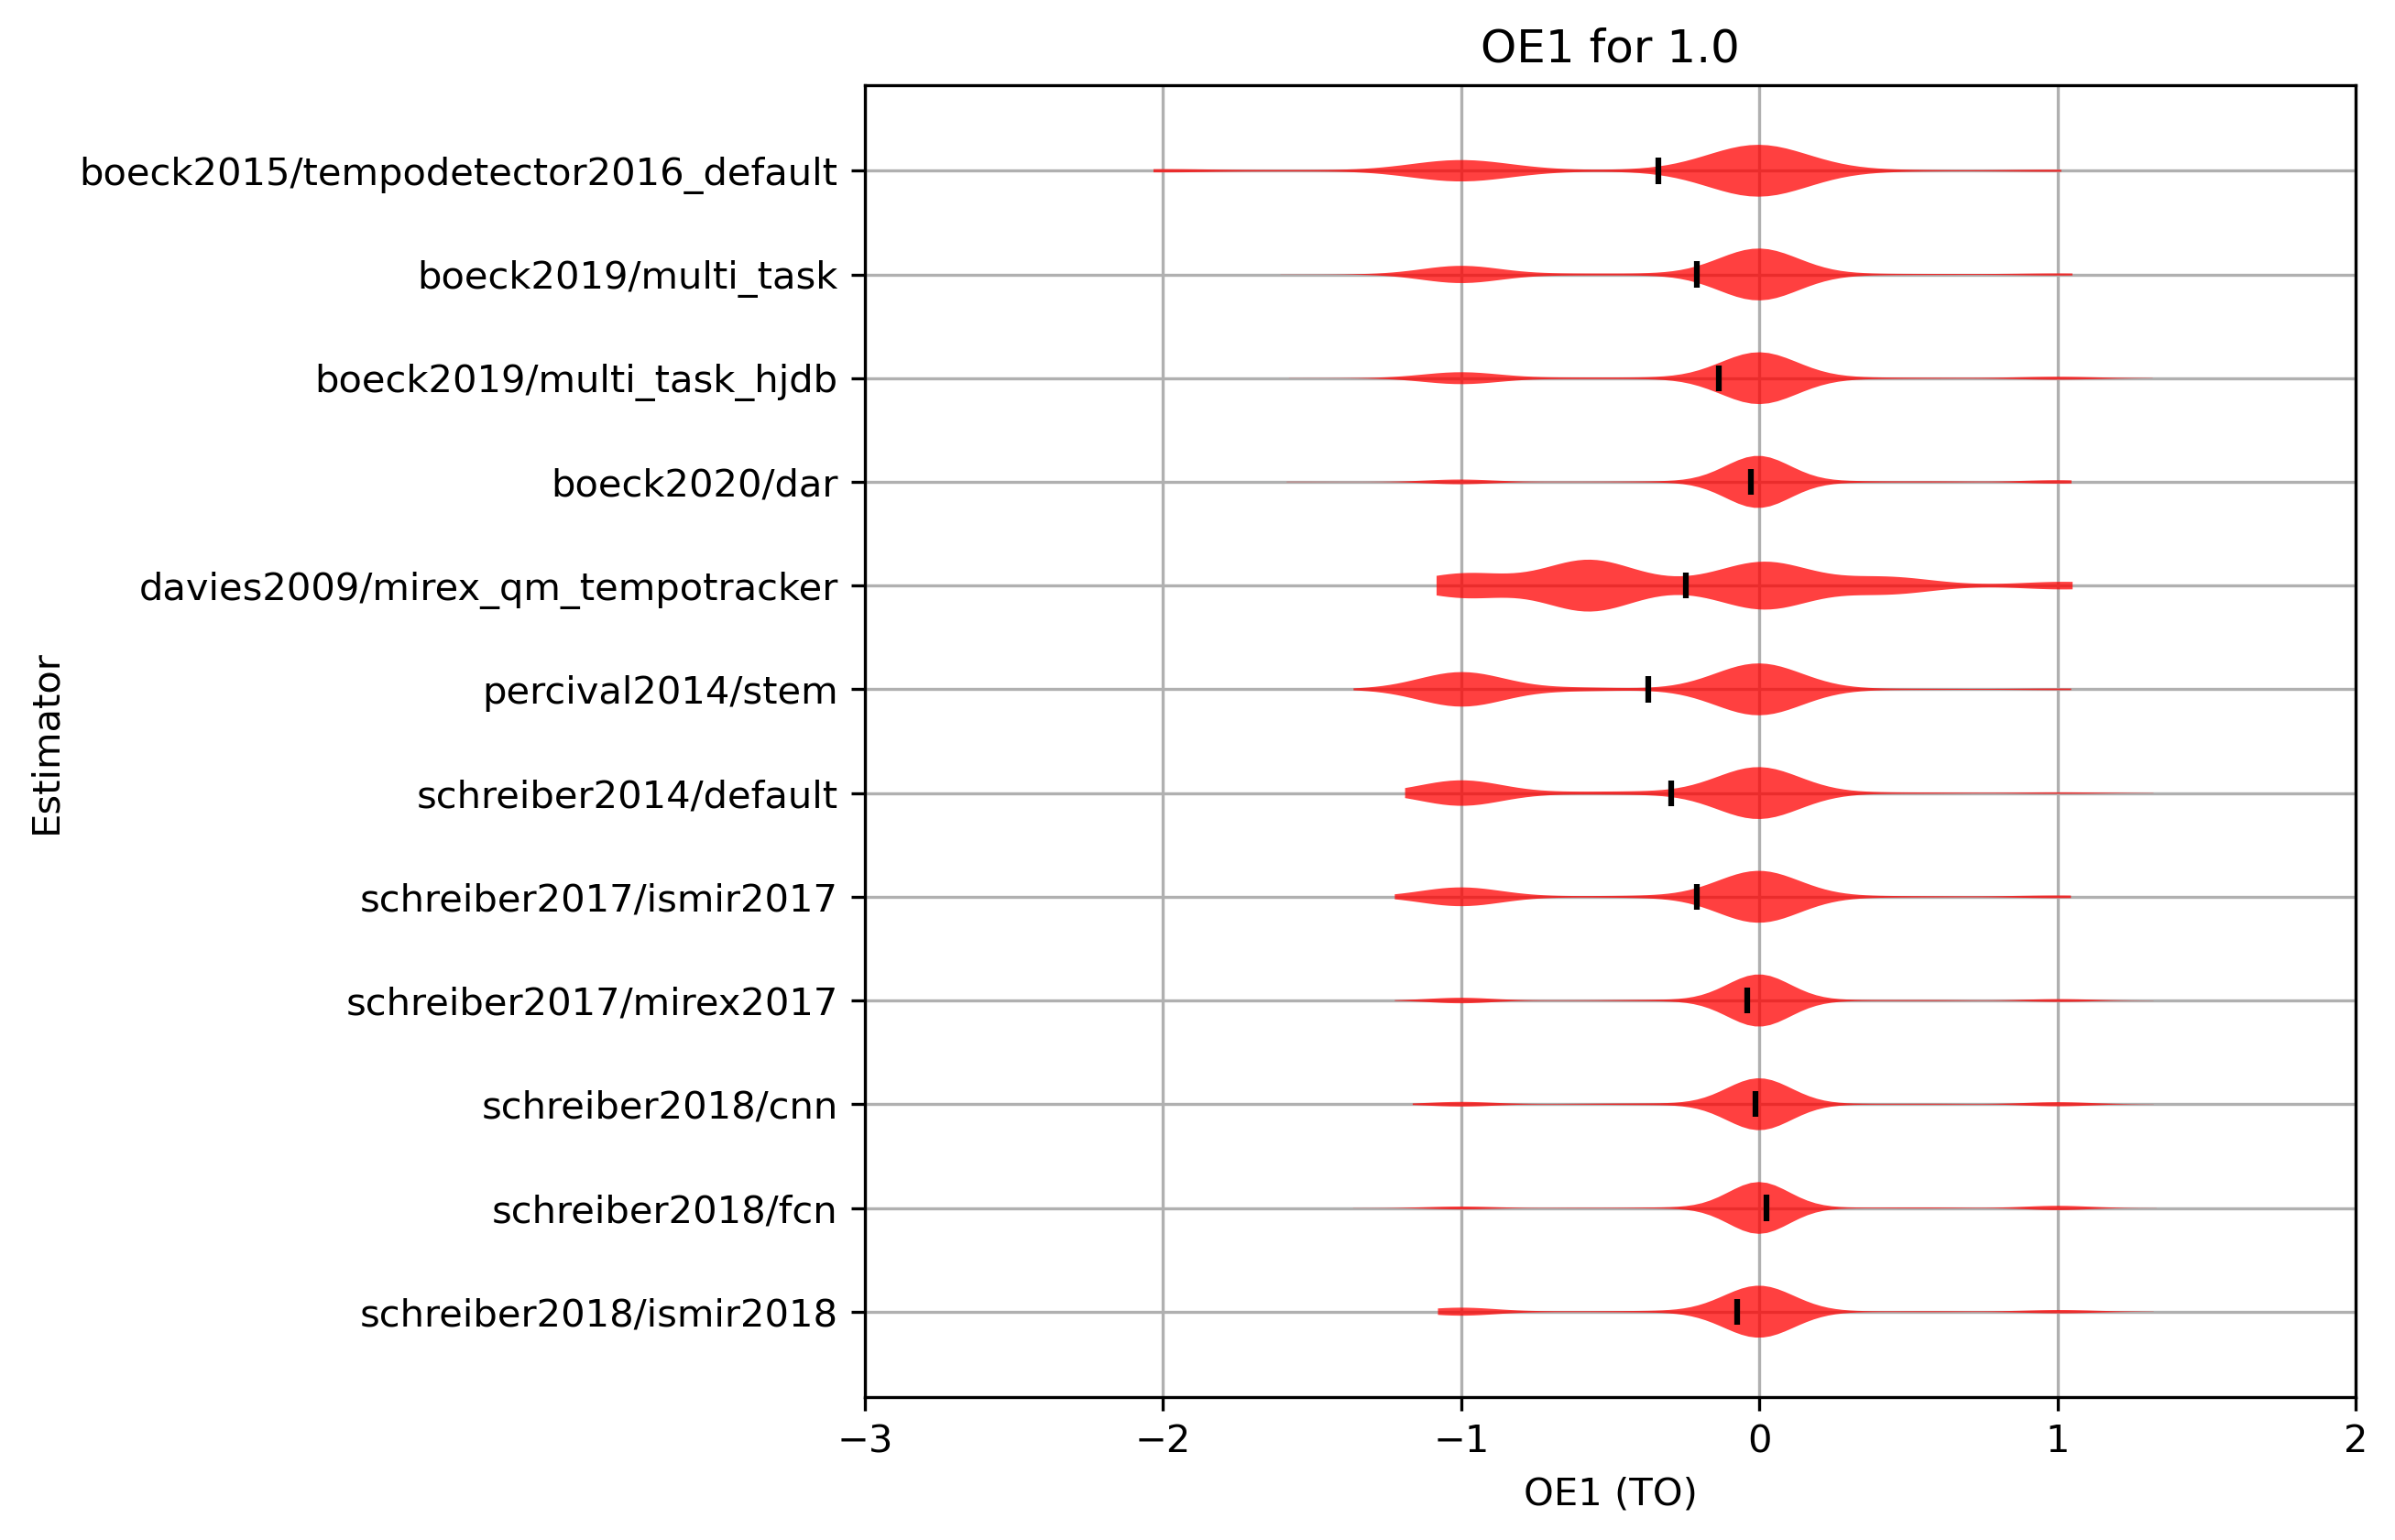 OE1 for 1.0
boeck2015/tempodetector2016_default
boeck2019/multi_task
boeck2019/multi_task_hjdb
boeck2020/dar
davies2009/mirex_qm_tempotracker
percival2014/stem
schreiber2014/default
schreiber2017/ismir2017
schreiber2017/mirex2017
schreiber2018/cnn
schreiber2018/fcn
schreiber2018/ismir2018
Estimator
−3 −2 −1 0 1 2
OE1 (TO)